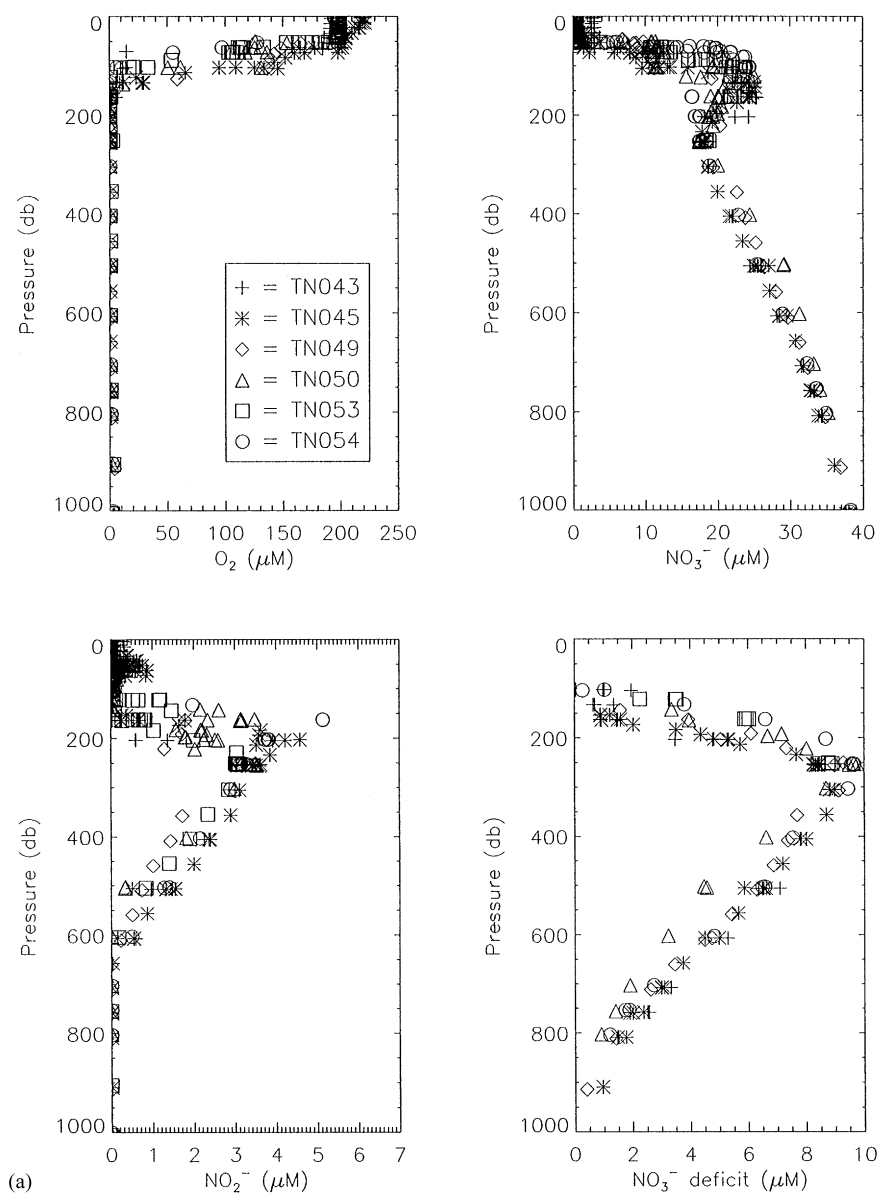 0
200
400
600
800
1000
Pressure (db)
0 50 100 150 200 250
O₂ (μM)
+ = TN043
∗ = TN045
◇ = TN049
△ = TN050
□ = TN053
○ = TN054
0
200
400
600
800
1000
Pressure (db)
0 10 20 30 40
NO₃⁻ (μM)
0
200
400
600
800
1000
Pressure (db)
0 1 2 3 4 5 6 7
NO₂⁻ (μM)
0
200
400
600
800
1000
Pressure (db)
0 2 4 6 8 10
NO₃⁻ deficit (μM)
(a)